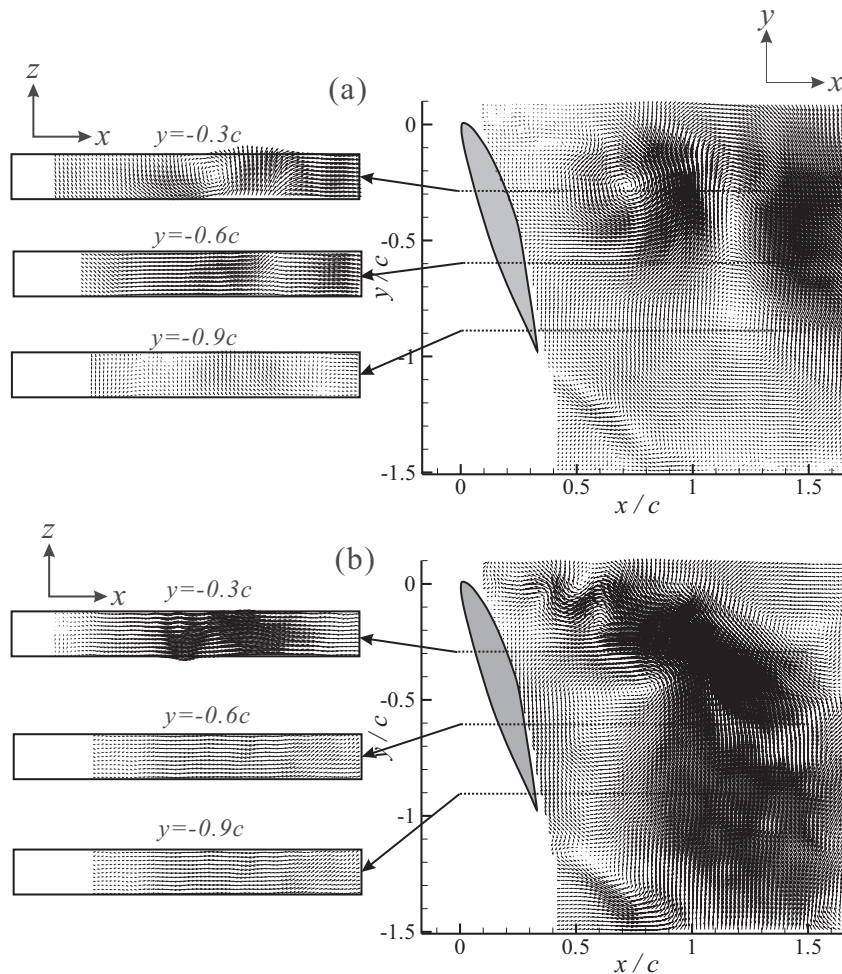 y
x
(a)
z
x
y=-0.3c
y=-0.6c
y=-0.9c
0
-0.5
-1
-1.5
y/c
0
0.5
1
1.5
x/c
(b)
z
x
y=-0.3c
y=-0.6c
y=-0.9c
0
-0.5
-1
-1.5
y/c
0
0.5
1
1.5
x/c